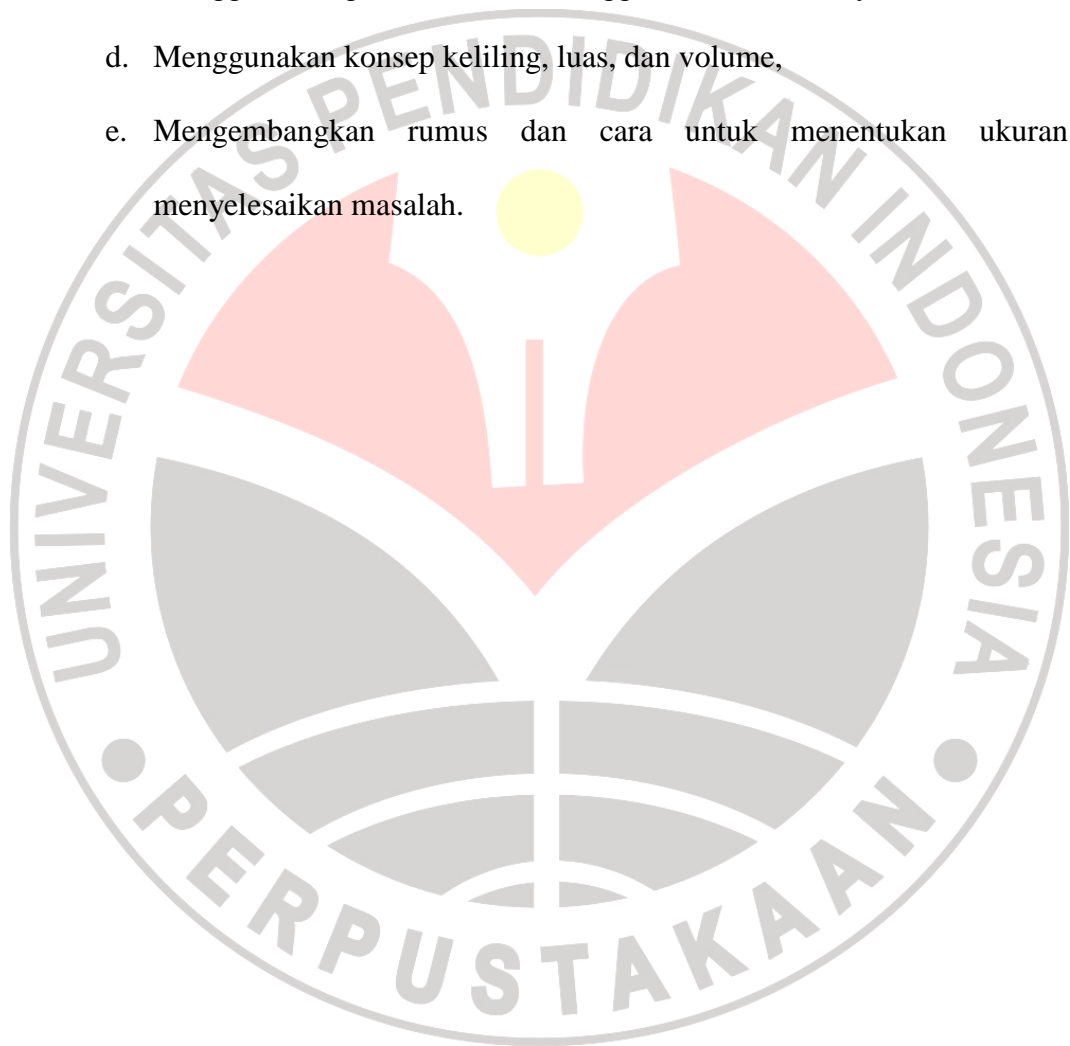 d. Menggunakan konsep keliling, luas, dan volume,
e. Mengembangkan rumus dan cara untuk menentukan ukuran
menyelesaikan masalah.
UNIVERSITAS PENDIDIKAN INDONESIA
PERPUSTAKAAN